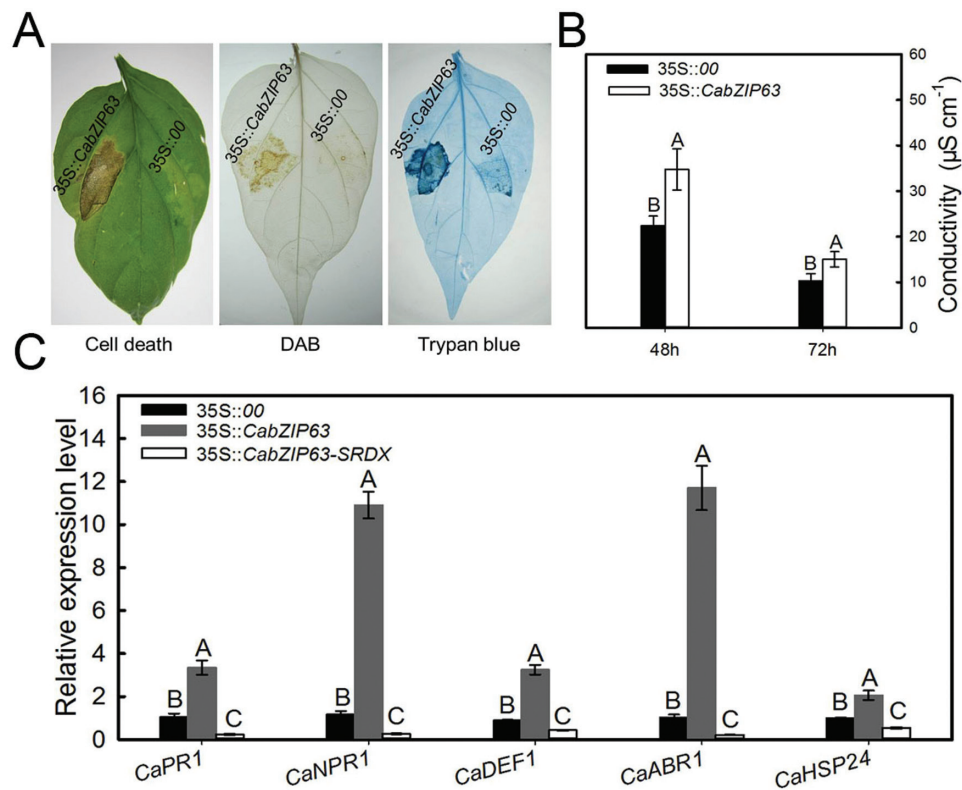 A
35S::CabZIP63
35S::00
35S::CabZIP63
35S::00
35S::CabZIP63
35S::00
Cell death
DAB
Trypan blue
B
35S::00
35S::CabZIP63
60
50
40
30
20
10
0
Conductivity (µS cm⁻¹)
B
A
B
A
48h
72h
C
35S::00
35S::CabZIP63
35S::CabZIP63-SRDX
Relative expression level
16
14
12
10
8
6
4
2
0
B
A
C
B
A
C
B
A
C
B
A
C
B
A
C
CaPR1
CaNPR1
CaDEF1
CaABR1
CaHSP24